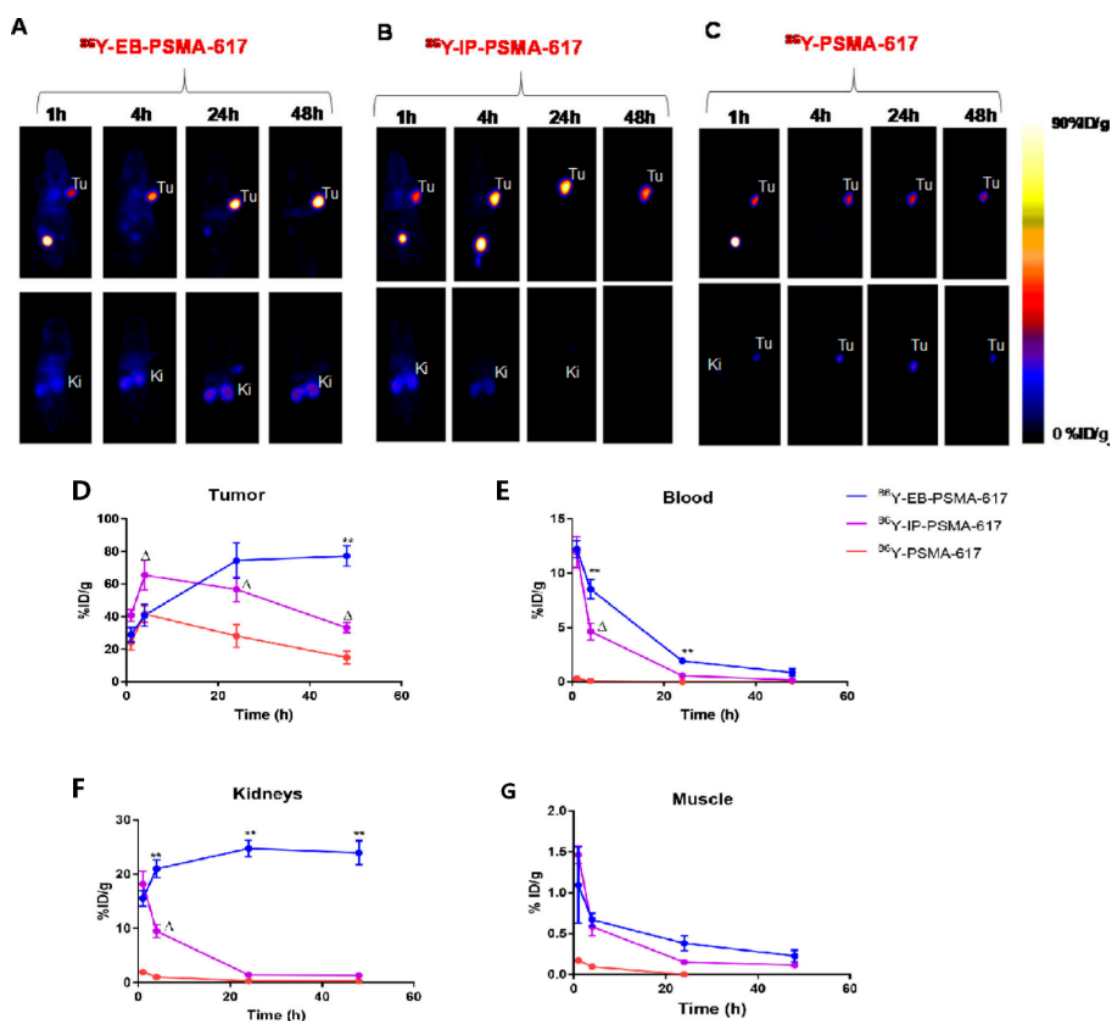 A
⁸⁶Y-EB-PSMA-617
1h 4h 24h 48h
Tu Tu Tu Tu
Ki Ki Ki Ki
B
⁸⁶Y-IP-PSMA-617
1h 4h 24h 48h
Tu Tu Tu Tu
Ki Ki Ki
C
⁸⁶Y-PSMA-617
1h 4h 24h 48h
Tu Tu Tu Tu
Ki Tu Tu Tu Tu
90%ID/g
0 %ID/g
D
Tumor
%ID/g
100
80
60
40
20
0
Δ
Δ
Δ
**
0 20 40 60
Time (h)
E
Blood
%ID/g
15
10
5
0
**
Δ
**
0 20 40 60
Time (h)
⁸⁶Y-EB-PSMA-617
⁸⁶Y-IP-PSMA-617
⁸⁶Y-PSMA-617
F
Kidneys
%ID/g
30
20
10
0
**
**
**
Δ
0 20 40 60
Time (h)
G
Muscle
% ID/g
2.0
1.5
1.0
0.5
0.0
0 20 40 60
Time (h)